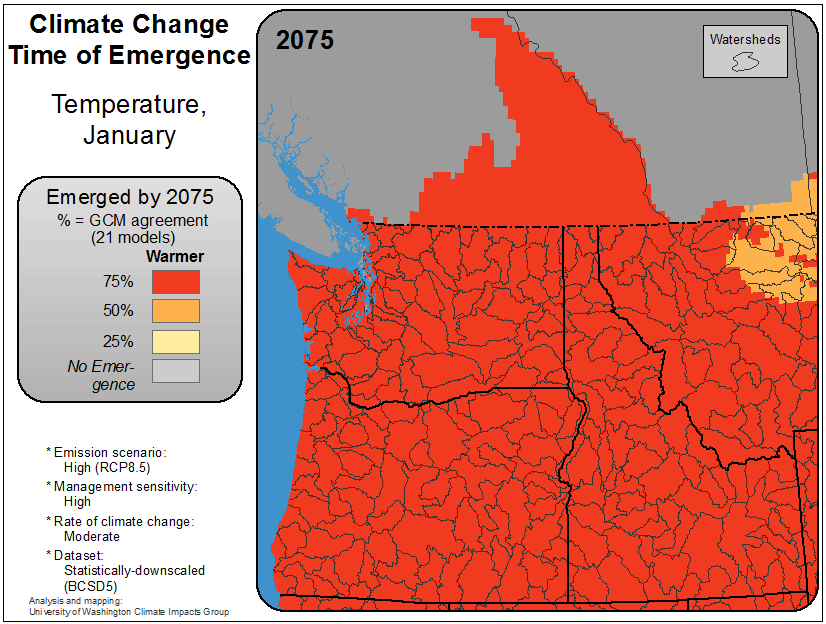 Climate Change
Time of Emergence
Temperature,
January
Emerged by 2075
% = GCM agreement
(21 models)
Warmer
75%
50%
25%
No Emer-
gence
* Emission scenario:
High (RCP8.5)
* Management sensitivity:
High
* Rate of climate change:
Moderate
* Dataset:
Statistically-downscaled
(BCSD5)
Analysis and mapping:
University of Washington Climate Impacts Group
2075
Watersheds